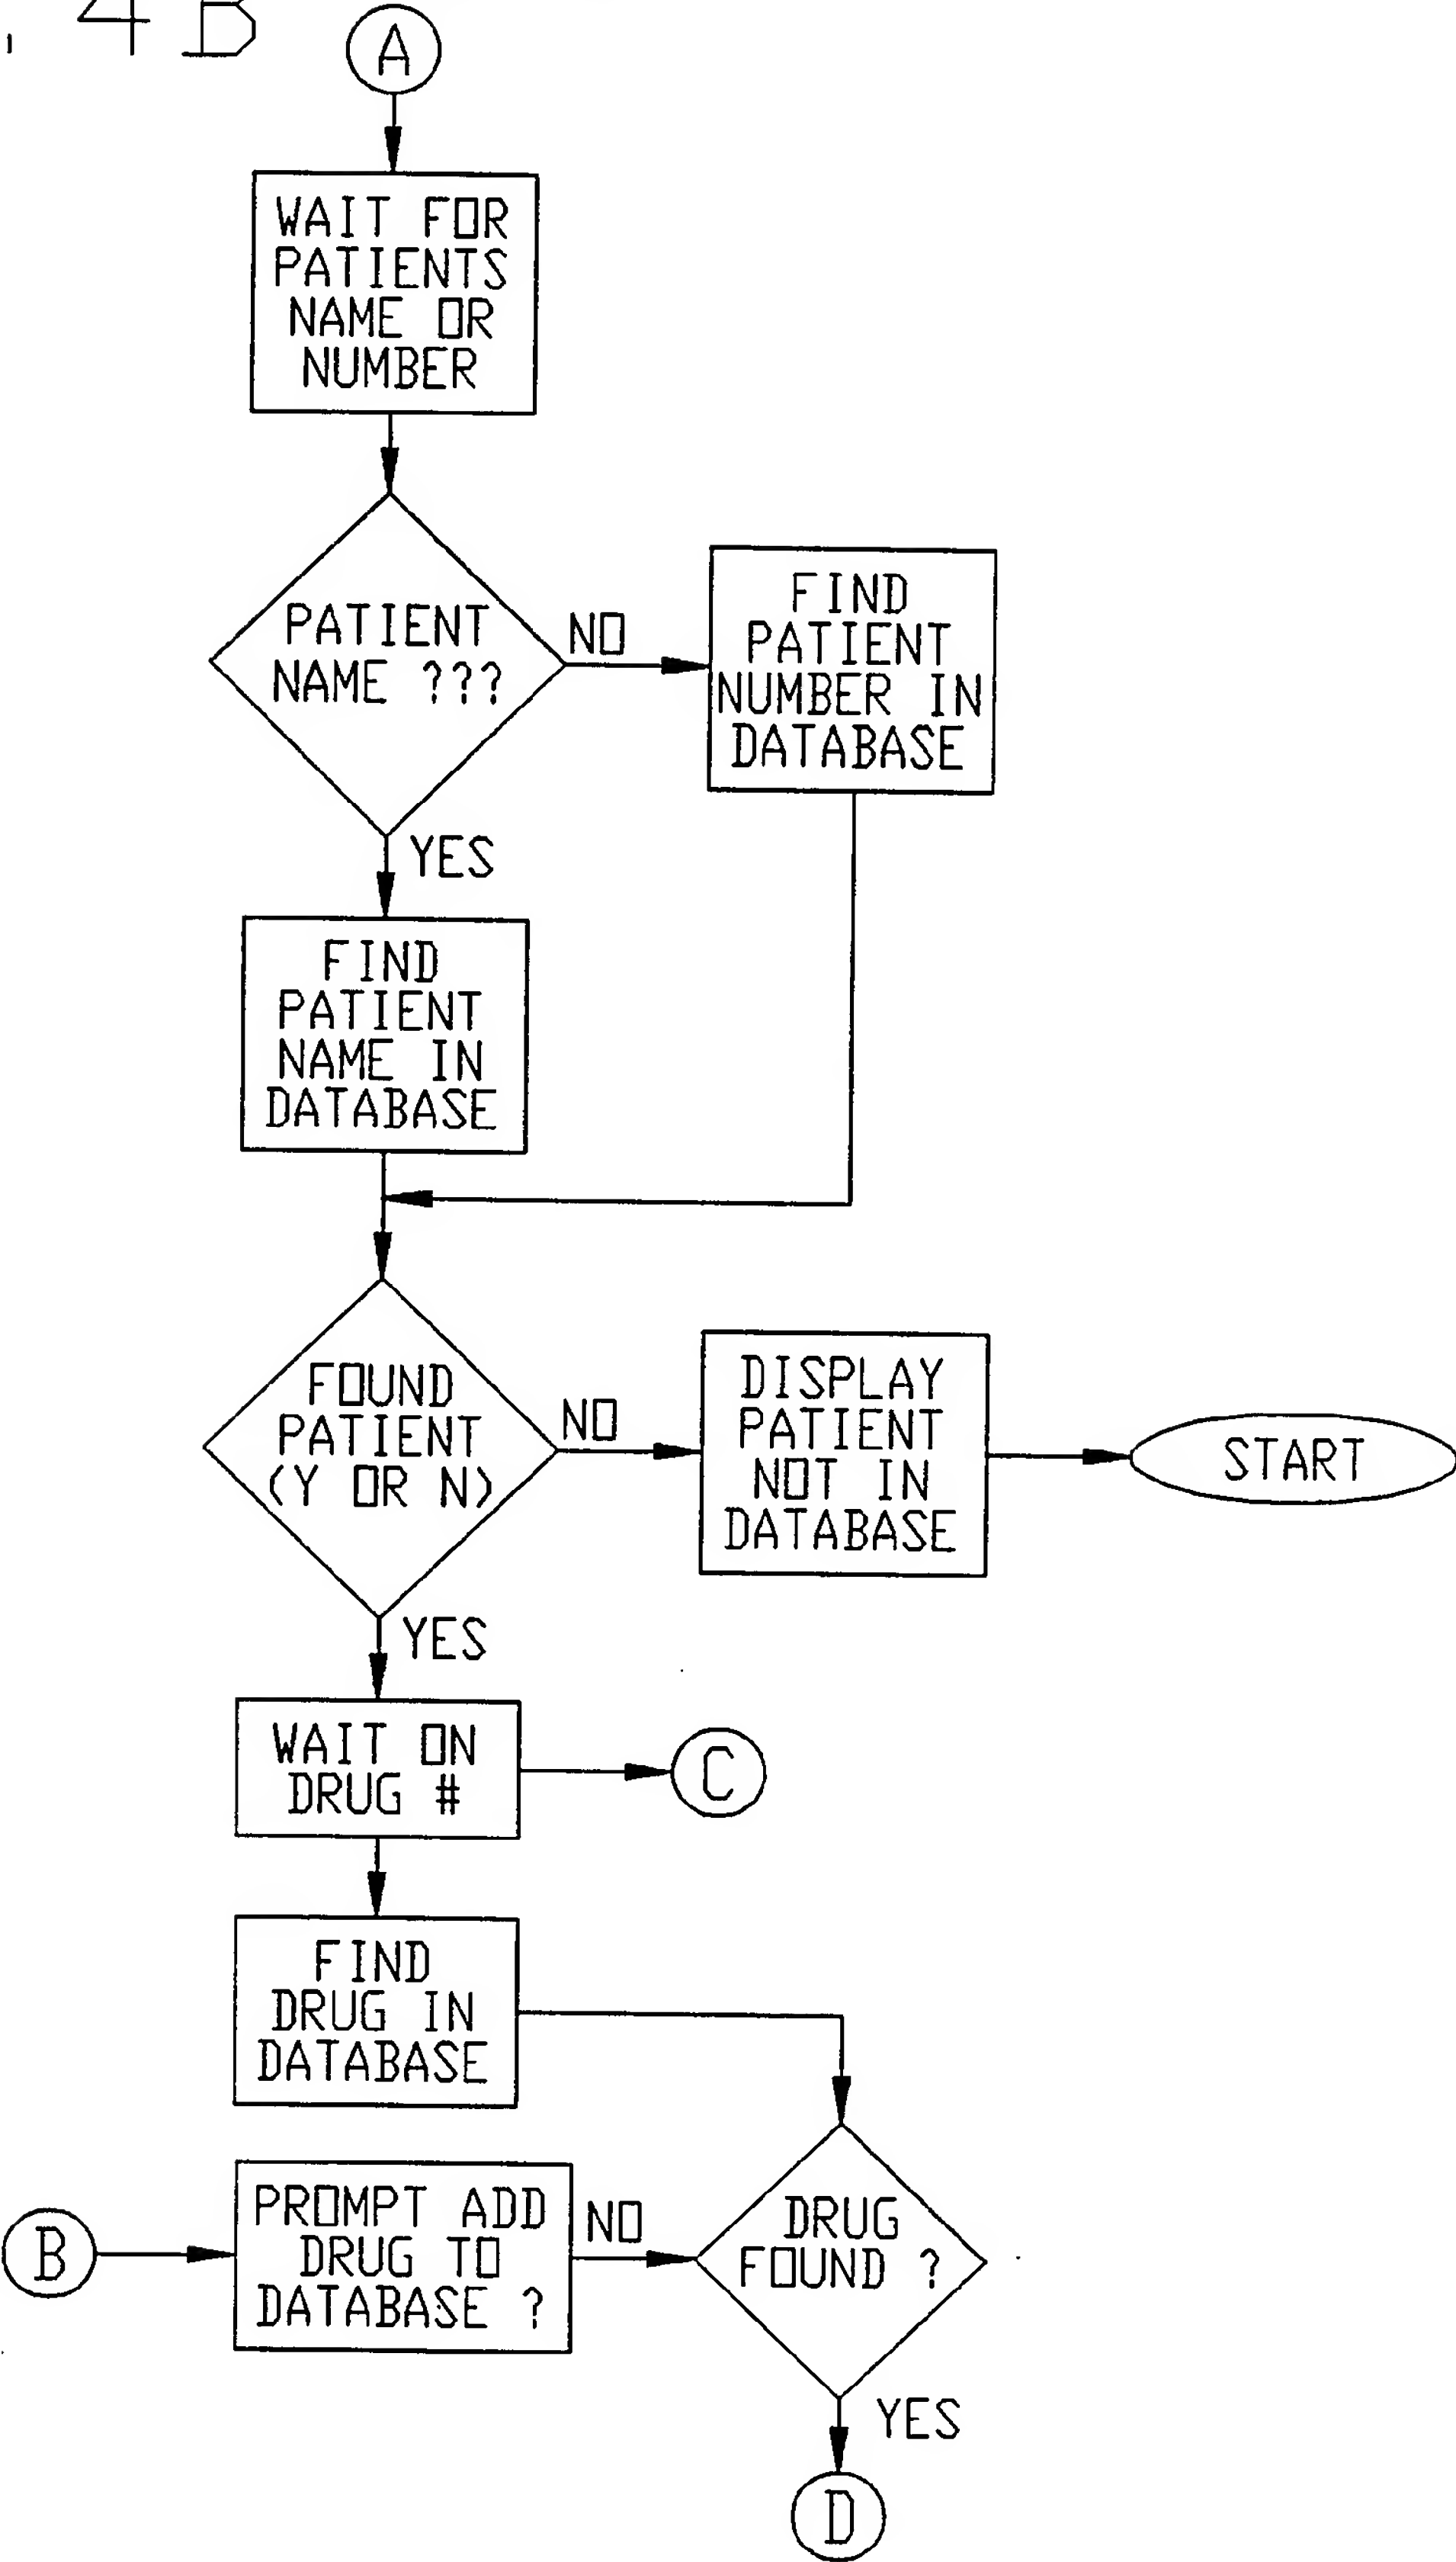 4B
A
WAIT FOR
PATIENTS
NAME OR
NUMBER
PATIENT
NAME ???
NO
FIND
PATIENT
NUMBER IN
DATABASE
YES
FIND
PATIENT
NAME IN
DATABASE
FOUND
PATIENT
(Y OR N)
NO
DISPLAY
PATIENT
NOT IN
DATABASE
START
YES
WAIT ON
DRUG #
C
FIND
DRUG IN
DATABASE
B
PROMPT ADD
DRUG TO
DATABASE ?
NO
DRUG
FOUND ?
YES
D